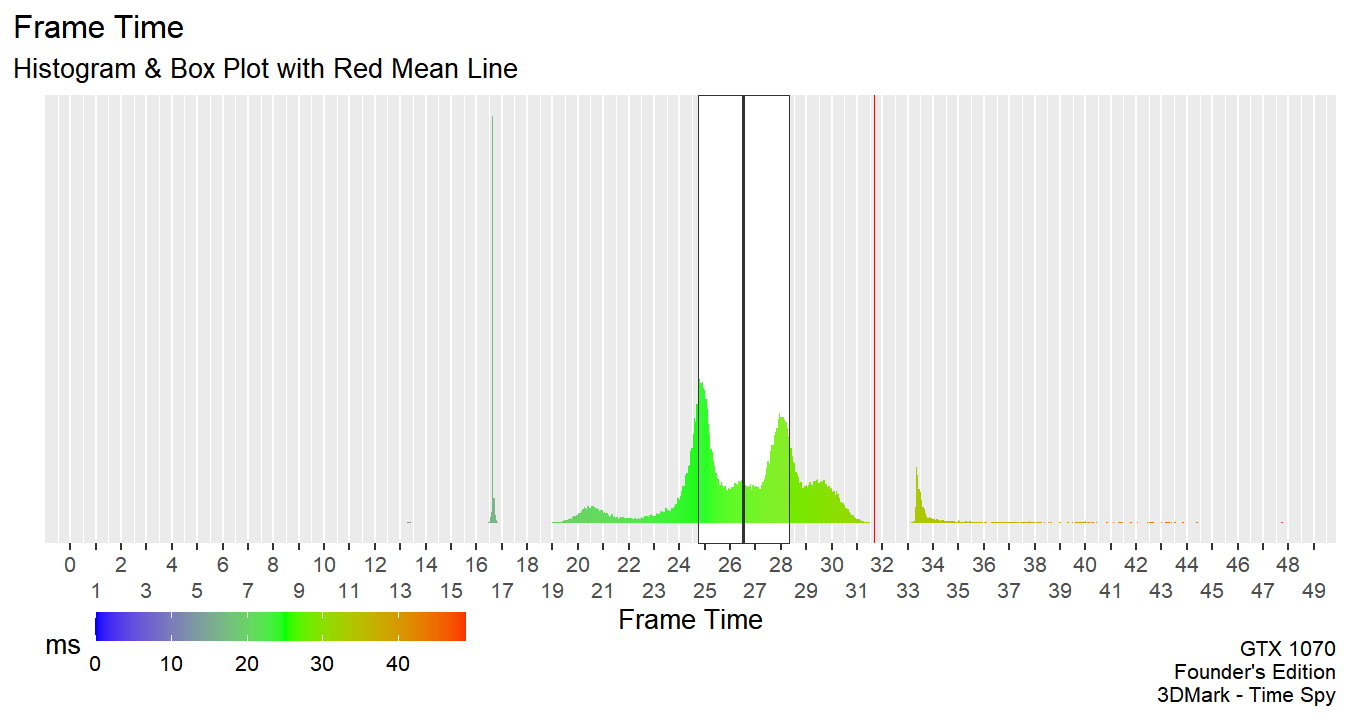 Frame Time
Histogram & Box Plot with Red Mean Line
0 2 4 6 8 10 12 14 16 18 20 22 24 26 28 30 32 34 36 38 40 42 44 46 48
1 3 5 7 9 11 13 15 17 19 21 23 25 27 29 31 33 35 37 39 41 43 45 47 49
Frame Time
ms
0 10 20 30 40
GTX 1070
Founder's Edition
3DMark - Time Spy